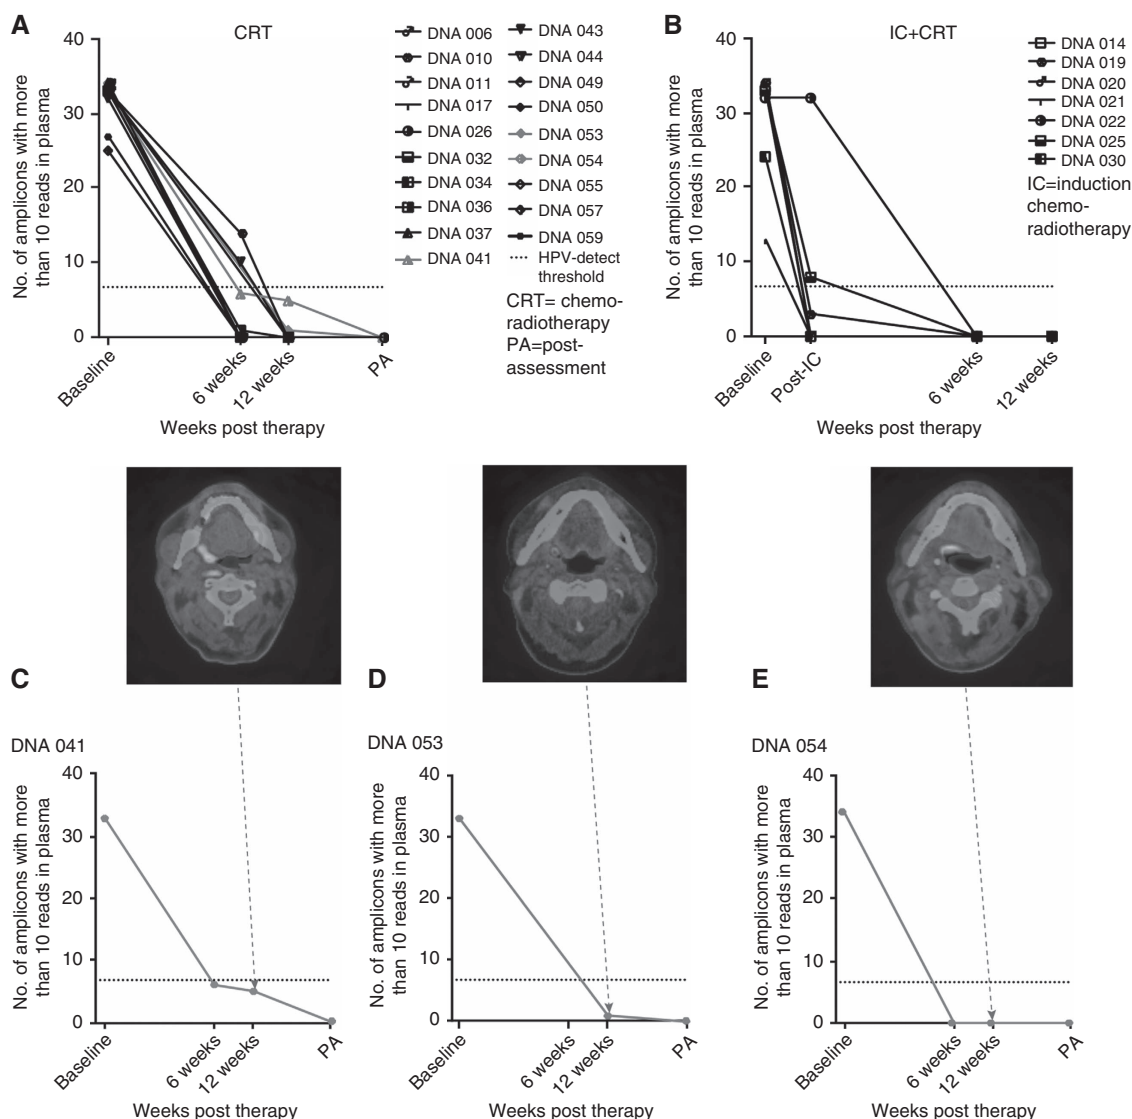 A
CRT
No. of amplicons with more
than 10 reads in plasma
40
30
20
10
0
Baseline
6 weeks
12 weeks
PA
Weeks post therapy
DNA 006
DNA 010
DNA 011
DNA 017
DNA 026
DNA 032
DNA 034
DNA 036
DNA 037
DNA 041
DNA 043
DNA 044
DNA 049
DNA 050
DNA 053
DNA 054
DNA 055
DNA 057
DNA 059
HPV-detect
threshold
CRT= chemo-
radiotherapy
PA=post-
assessment
B
IC+CRT
No. of amplicons with more
than 10 reads in plasma
40
30
20
10
0
Baseline
Post-IC
6 weeks
12 weeks
Weeks post therapy
DNA 014
DNA 019
DNA 020
DNA 021
DNA 022
DNA 025
DNA 030
IC=induction
chemo-
radiotherapy
C
DNA 041
No. of amplicons with more
than 10 reads in plasma
40
30
20
10
0
Baseline
6 weeks
12 weeks
PA
Weeks post therapy
D
DNA 053
No. of amplicons with more
than 10 reads in plasma
40
30
20
10
0
Baseline
6 weeks
12 weeks
PA
Weeks post therapy
E
DNA 054
No. of amplicons with more
than 10 reads in plasma
40
30
20
10
0
Baseline
6 weeks
12 weeks
PA
Weeks post therapy